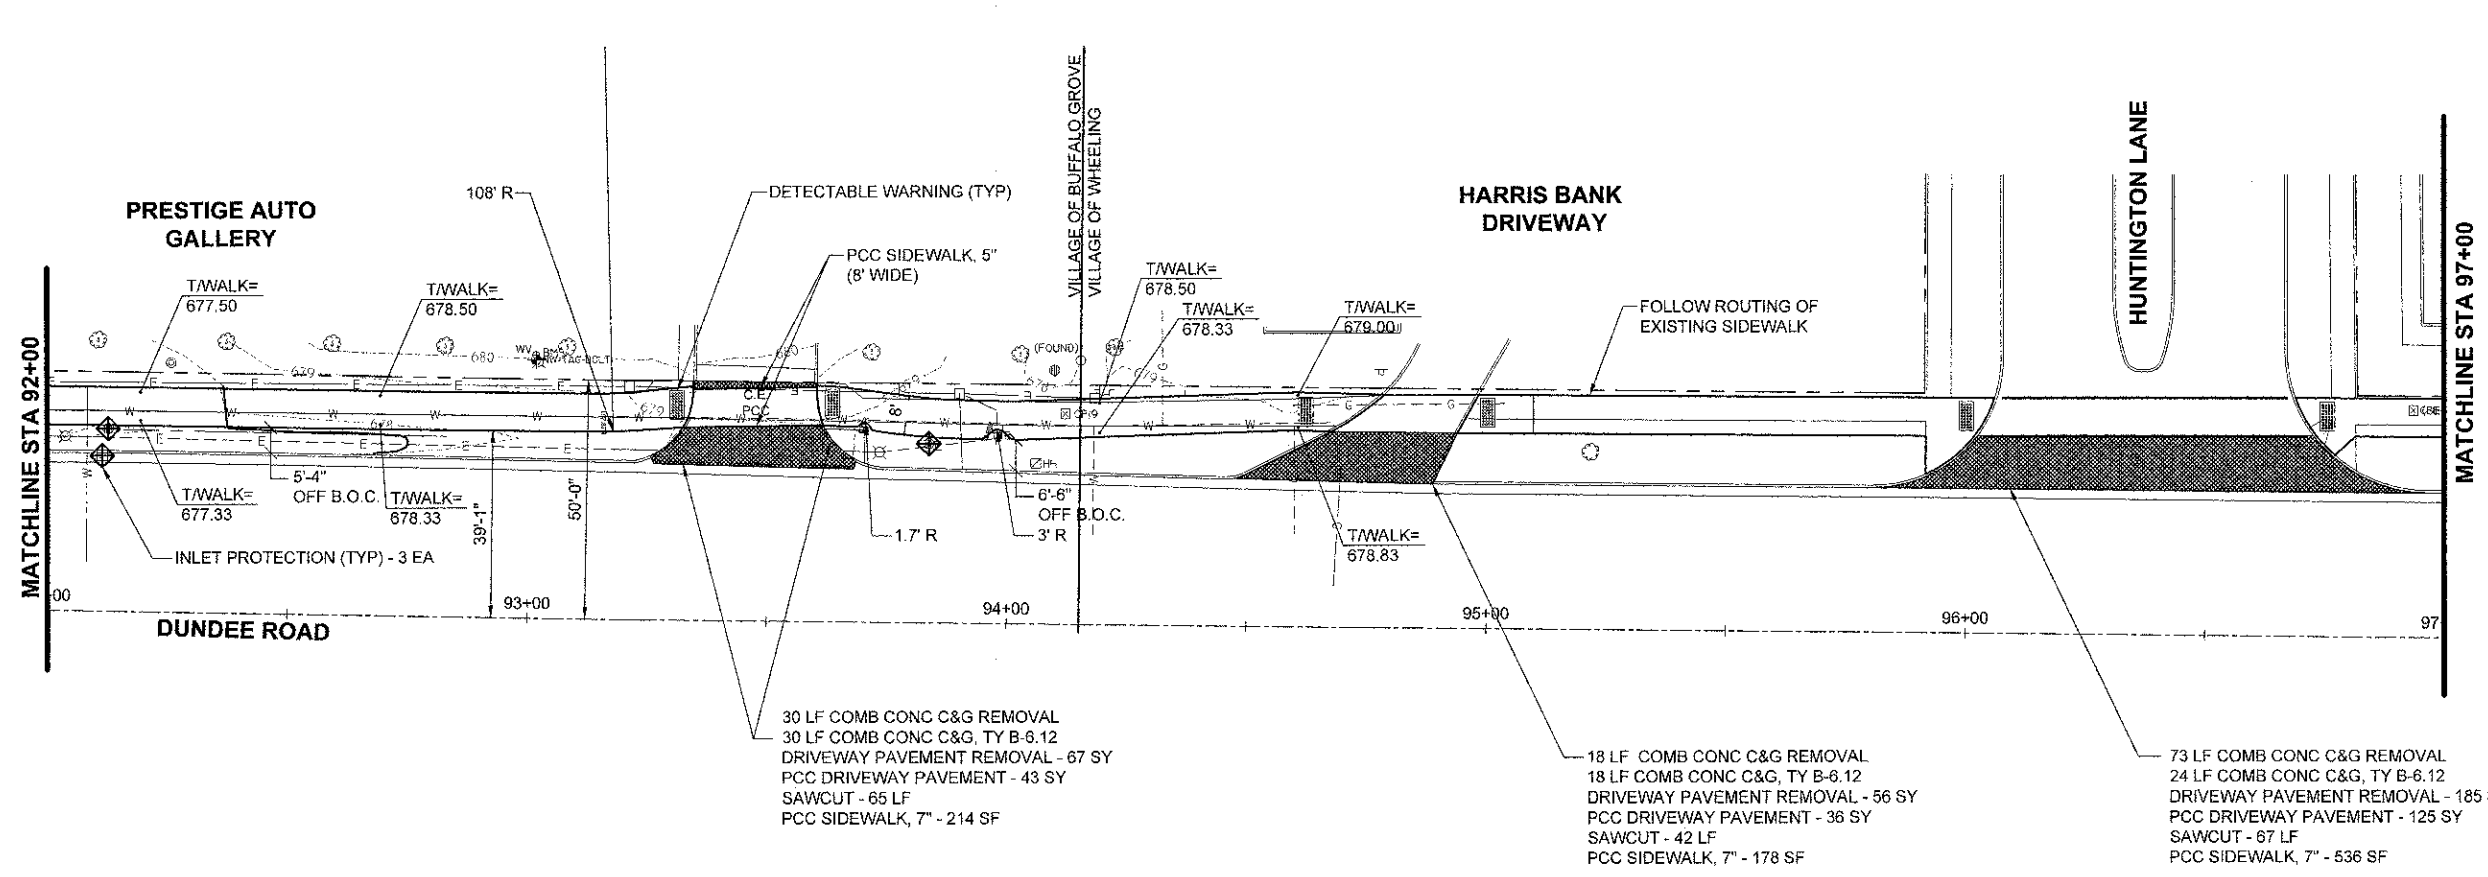 VILLAGE OF BUFFALO GROVE
VILLAGE OF WHEELING
HUNTINGTON LANE
PRESTIGE AUTO
GALLERY
108' R
DETECTABLE WARNING (TYP)
HARRIS BANK
DRIVEWAY
PCC SIDEWALK, 5"
(8' WIDE)
T/WALK=
677.50
T/WALK=
678.50
T/WALK=
678.50
T/WALK=
678.33
T/WALK=
679.00
FOLLOW ROUTING OF
EXISTING SIDEWALK
MATCHLINE STA 92+00
MATCHLINE STA 97+00
WV
680
680
(FOUND)
679
679
679
678
C.E.
PCC
8'
5'-4"
OFF B.O.C.
T/WALK=
677.33
T/WALK=
678.33
39'-1"
50'-0"
6'-6"
OFF B.O.C.
1.7' R
3' R
T/WALK=
678.83
INLET PROTECTION (TYP) - 3 EA
+00
93+00
94+00
95+00
96+00
97
DUNDEE ROAD
30 LF COMB CONC C&G REMOVAL
30 LF COMB CONC C&G, TY B-6.12
DRIVEWAY PAVEMENT REMOVAL - 67 SY
PCC DRIVEWAY PAVEMENT - 43 SY
SAWCUT - 65 LF
PCC SIDEWALK, 7" - 214 SF
18 LF COMB CONC C&G REMOVAL
18 LF COMB CONC C&G, TY B-6.12
DRIVEWAY PAVEMENT REMOVAL - 56 SY
PCC DRIVEWAY PAVEMENT - 36 SY
SAWCUT - 42 LF
PCC SIDEWALK, 7" - 178 SF
73 LF COMB CONC C&G REMOVAL
24 LF COMB CONC C&G, TY B-6.12
DRIVEWAY PAVEMENT REMOVAL - 185
PCC DRIVEWAY PAVEMENT - 125 SY
SAWCUT - 67 LF
PCC SIDEWALK, 7" - 536 SF